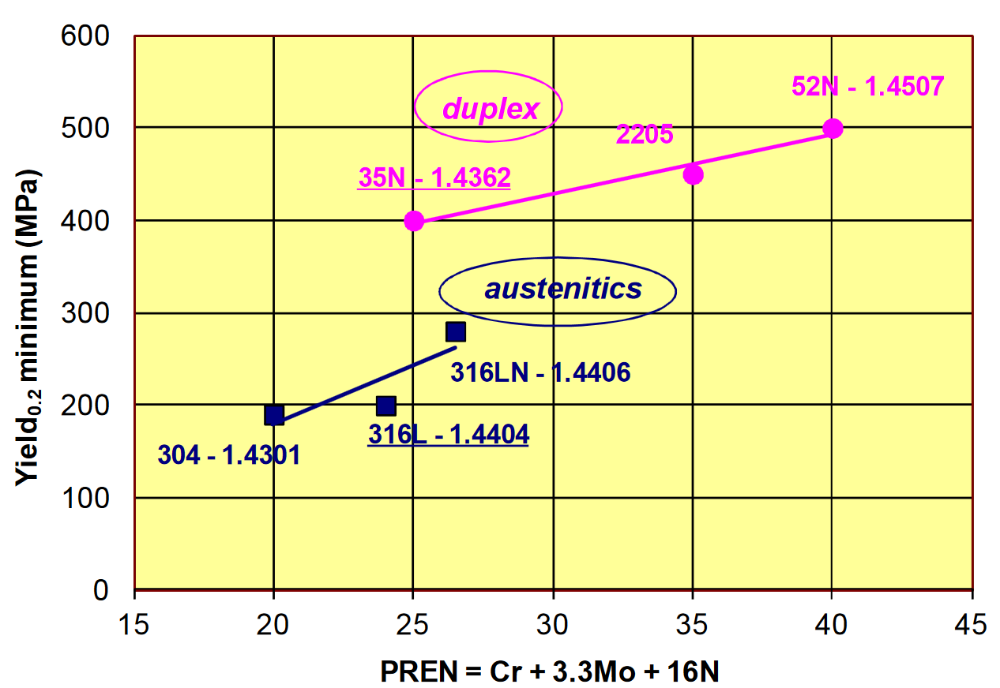 600
52N - 1.4507
duplex
500
2205
35N - 1.4362
400
austenitics
300
316LN - 1.4406
200
316L - 1.4404
304 - 1.4301
100
0
15 20 25 30 35 40 45
Yield0.2 minimum (MPa)
PREN = Cr + 3.3Mo + 16N